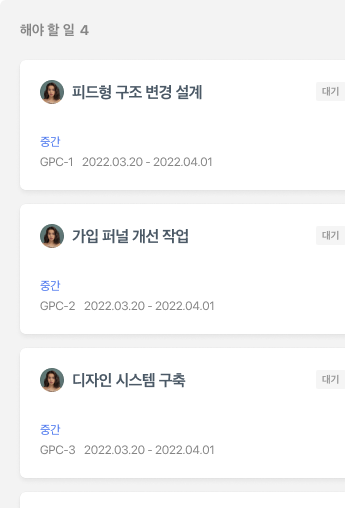 해야 할 일 4
피드형 구조 변경 설계
대기
중간
GPC-1 2022.03.20 - 2022.04.01
가입 퍼널 개선 작업
대기
중간
GPC-2 2022.03.20 - 2022.04.01
디자인 시스템 구축
대기
중간
GPC-3 2022.03.20 - 2022.04.01